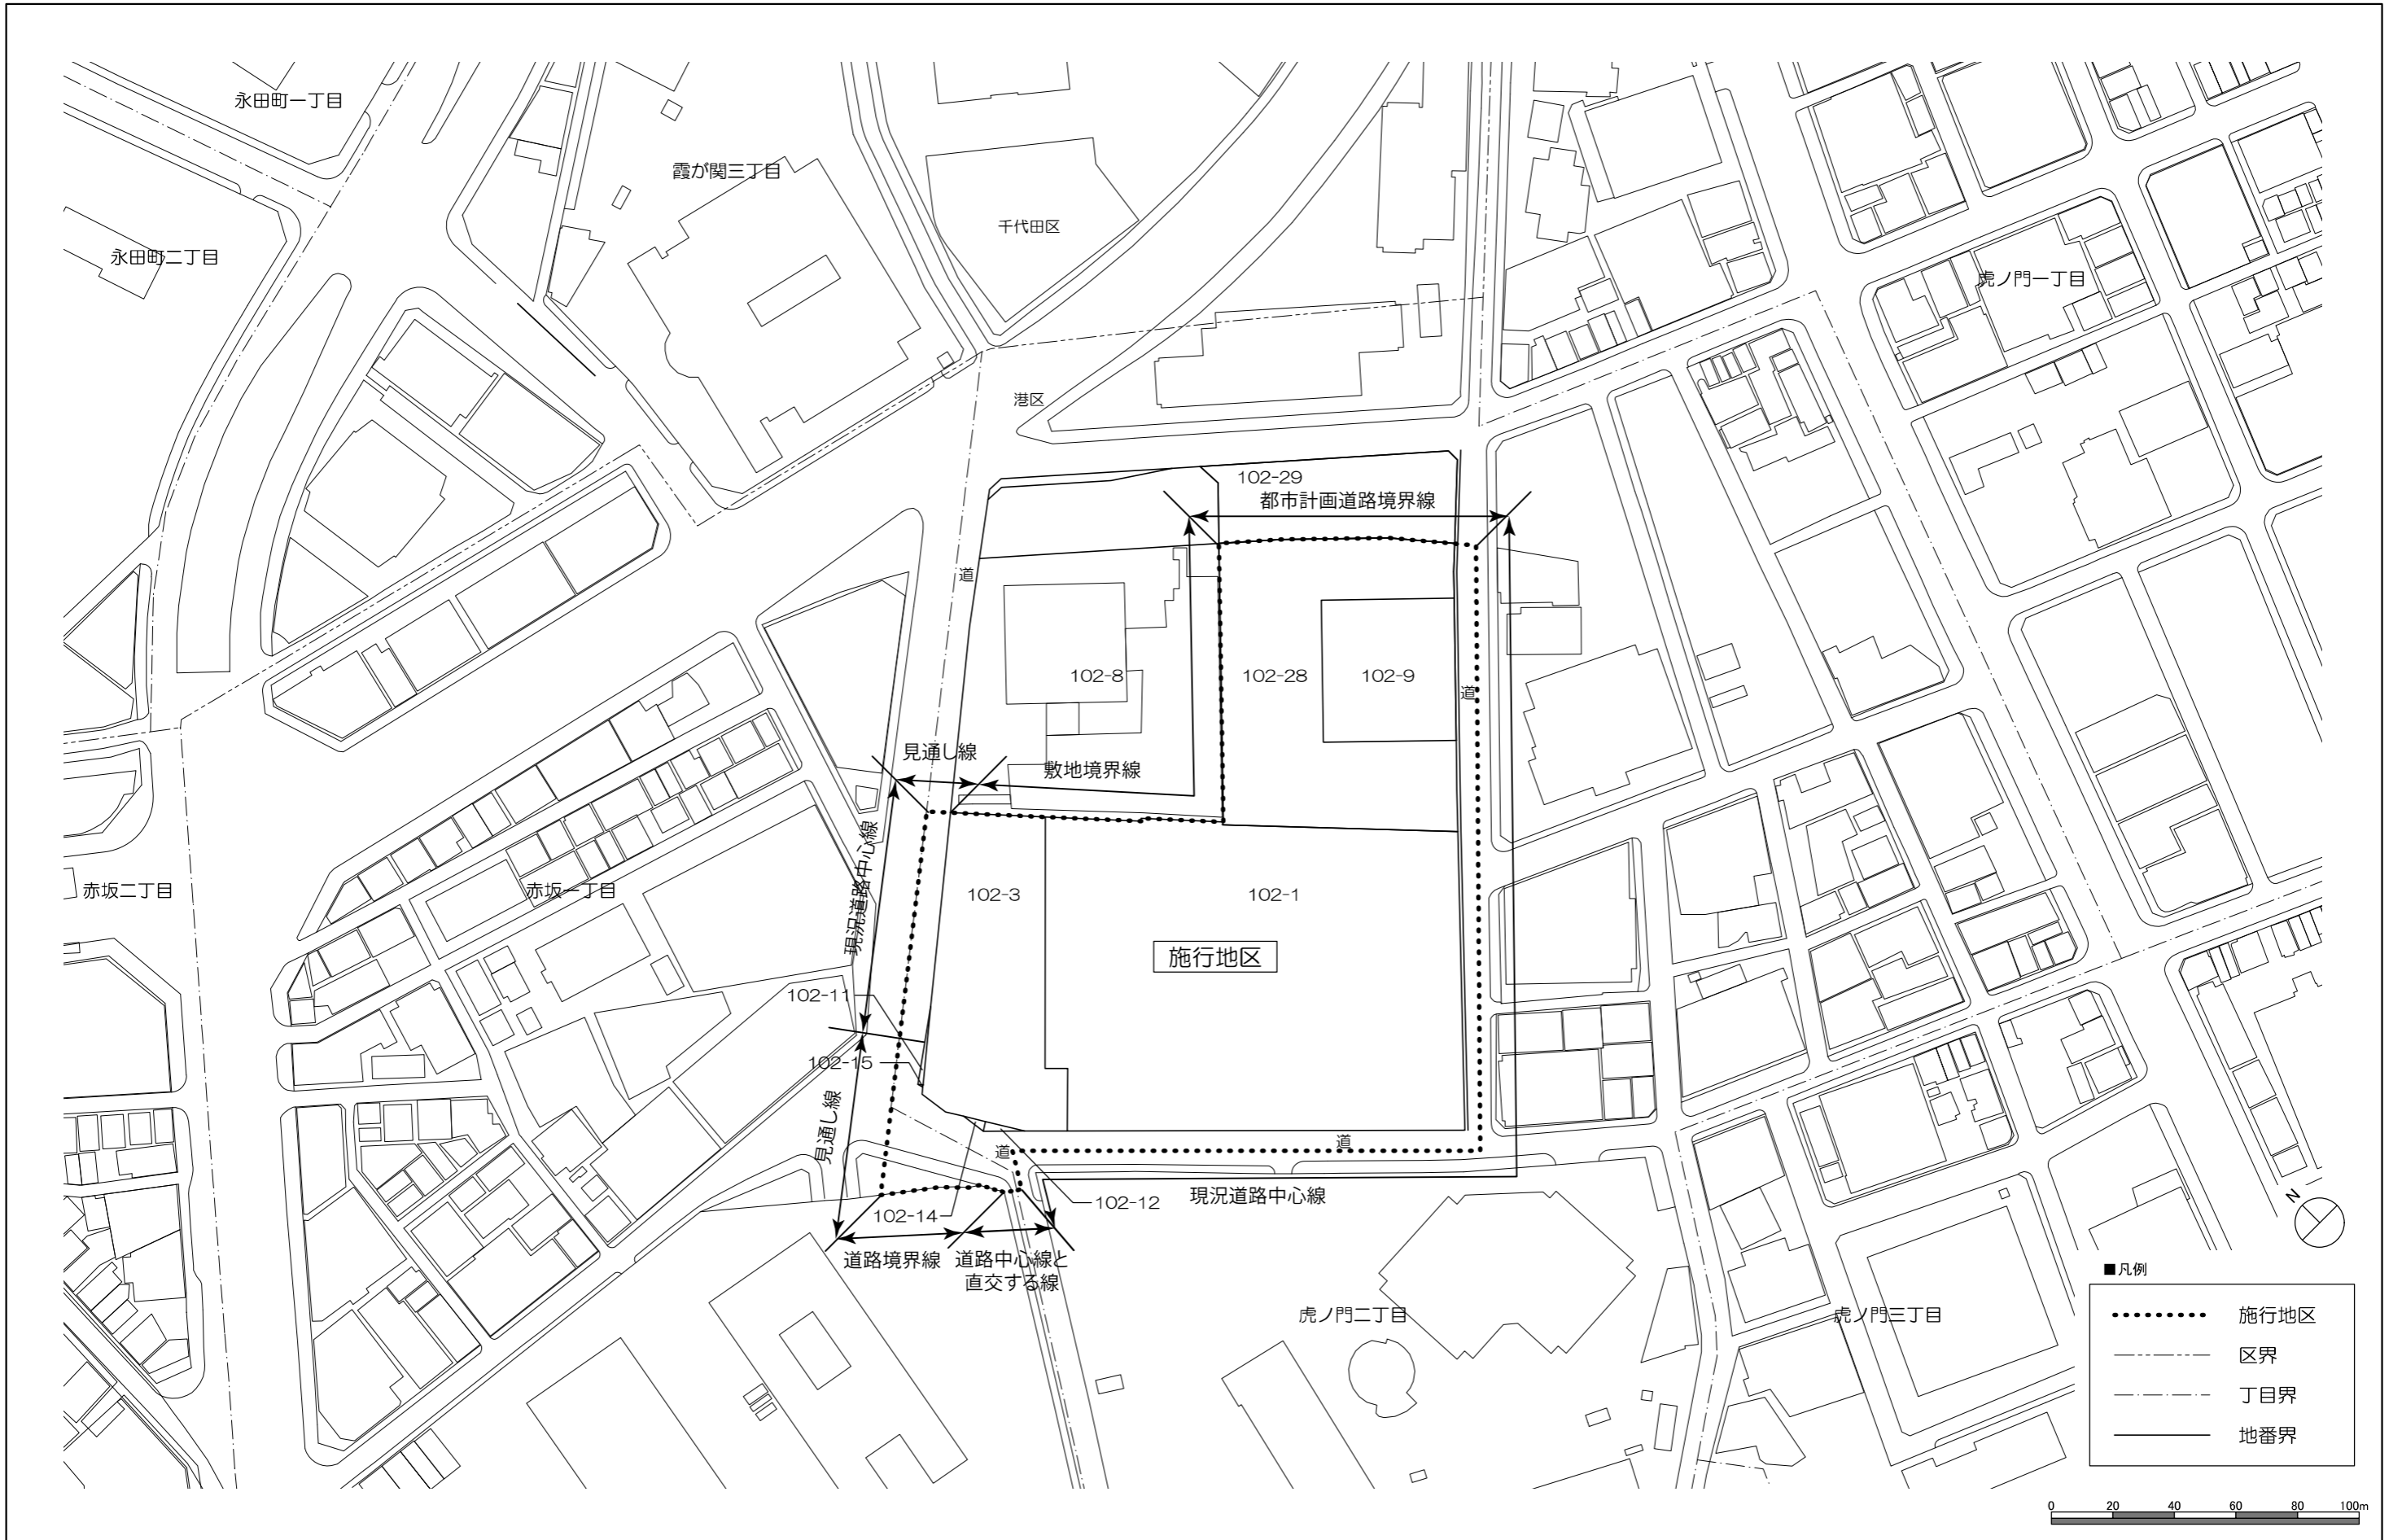 永田町一丁目
霞が関三丁目
千代田区
永田町二丁目
虎ノ門一丁目
港区
102-29
都市計画道路境界線
道
102-8
102-28
102-9
道
見通し線
敷地境界線
現況道路中心線
赤坂二丁目
赤坂一丁目
102-3
102-1
施行地区
102-11
102-15
見通し線
道
道
102-14
102-12
現況道路中心線
道路境界線
道路中心線と
直交する線
虎ノ門二丁目
虎ノ門三丁目
N
■凡例
施行地区
区界
丁目界
地番界
0 20 40 60 80 100m